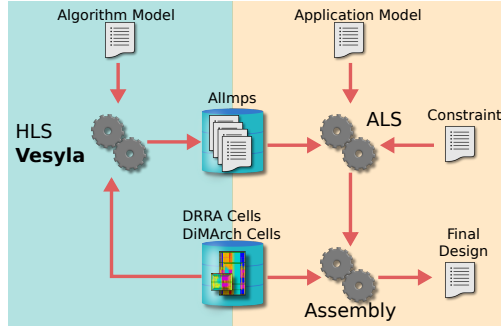 Algorithm Model
Application Model
AIImps
HLS
Vesyla
ALS
Constraint
DRRA Cells
DiMArch Cells
Final
Design
Assembly